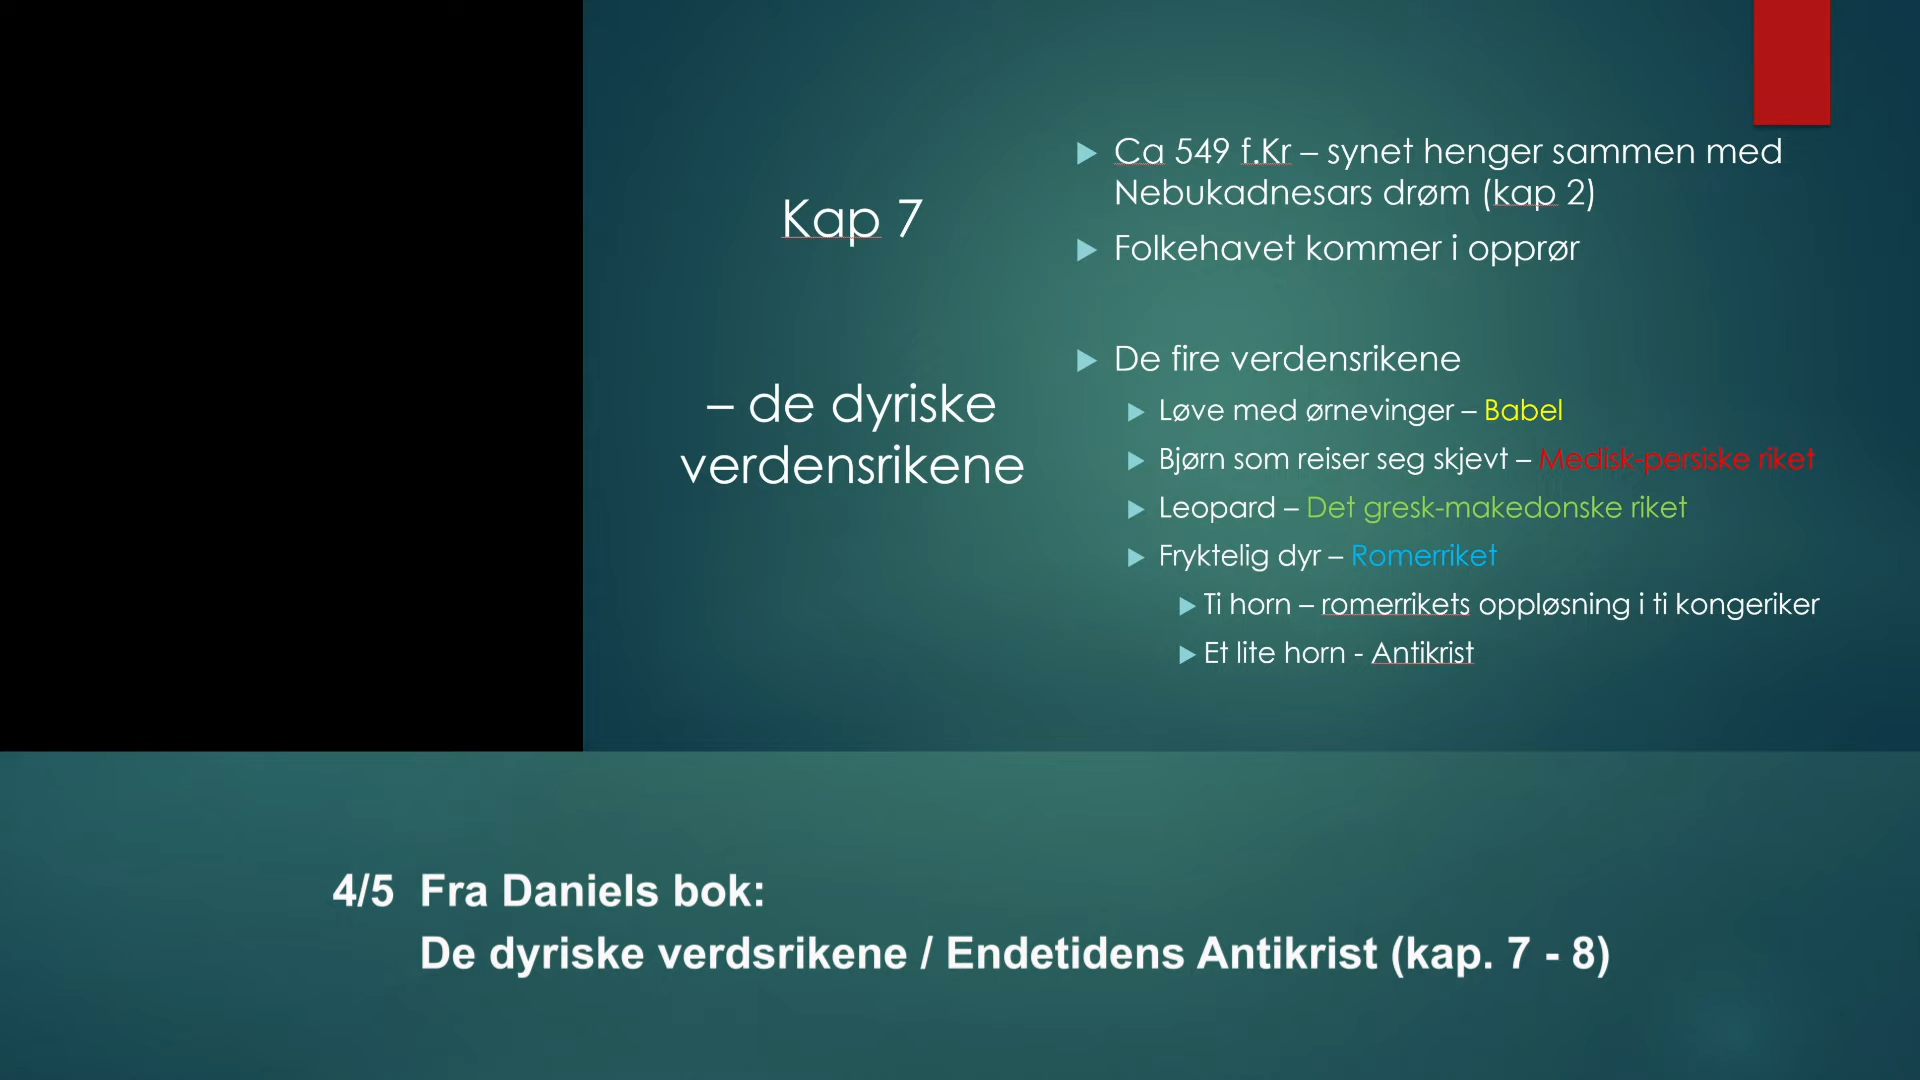 Kap 7
– de dyriske
verdensrikene
Ca 549 f.Kr – synet henger sammen med
Nebukadnesars drøm (kap 2)
Folkehavet kommer i opprør
De fire verdensrikene
Løve med ørnevinger – Babel
Bjørn som reiser seg skjevt – Medisk-persiske riket
Leopard – Det gresk-makedonske riket
Fryktelig dyr – Romerriket
Ti horn – romerrikets oppløsning i ti kongeriker
Et lite horn - Antikrist
4/5 Fra Daniels bok:
De dyriske verdsrikene / Endetidens Antikrist (kap. 7 - 8)